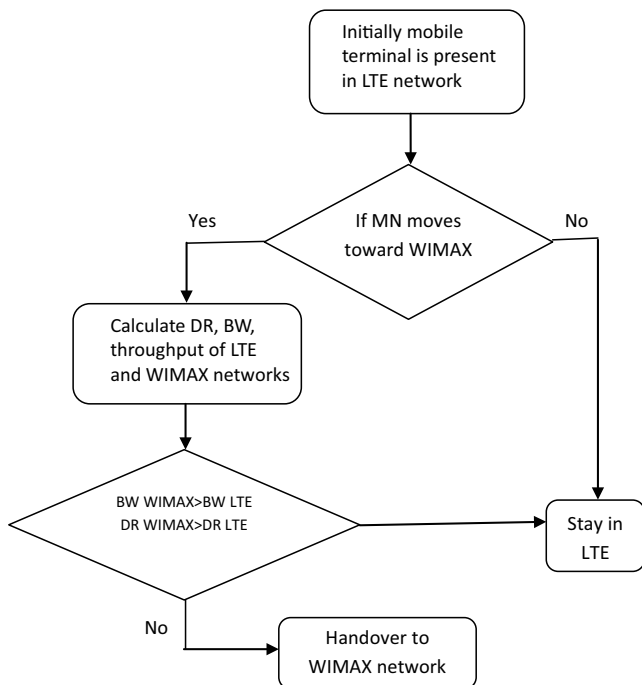 Initially mobile
terminal is present
in LTE network
Yes
If MN moves
toward WIMAX
No
Calculate DR, BW,
throughput of LTE
and WIMAX networks
BW WIMAX>BW LTE
DR WIMAX>DR LTE
Stay in
LTE
No
Handover to
WIMAX network